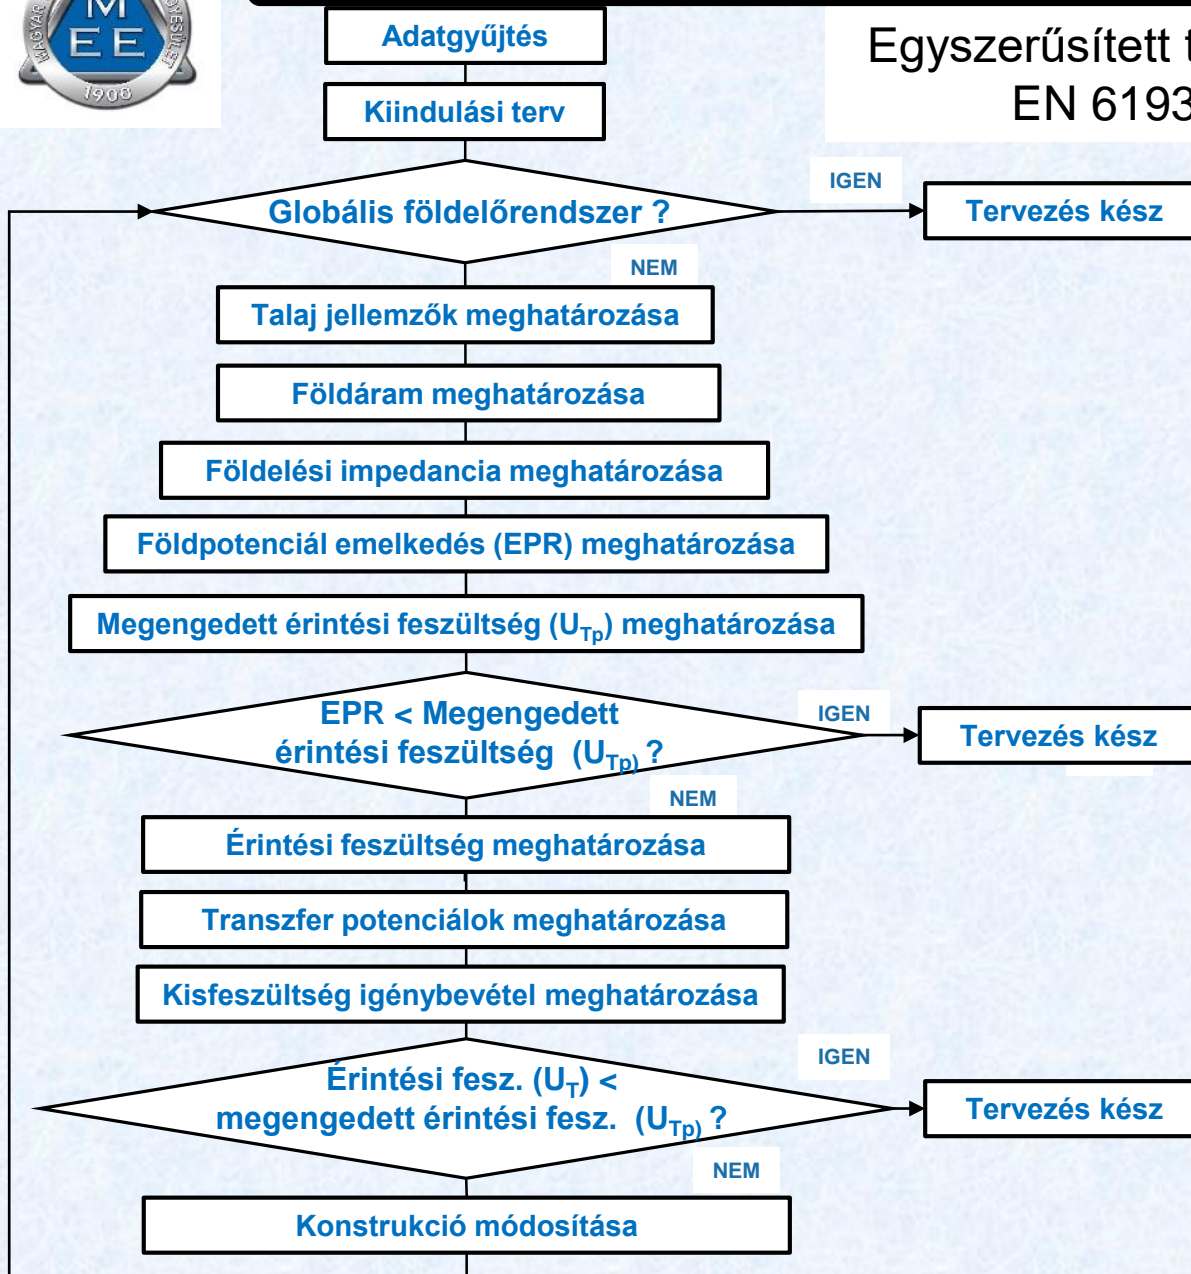 MAGYAR
M
EE
1908
Adatgyűjtés
Egyszerűsített
EN 6193
Kiindulási terv
IGEN
Globális földelőrendszer ?
Tervezés kész
NEM
Talaj jellemzők meghatározása
Földáram meghatározása
Földelési impedancia meghatározása
Földpotenciál emelkedés (EPR) meghatározása
Megengedett érintési feszültség (UTp) meghatározása
EPR < Megengedett
érintési feszültség (UTp) ?
IGEN
Tervezés kész
NEM
Érintési feszültség meghatározása
Transzfer potenciálok meghatározása
Kisfeszültség igénybevétel meghatározása
IGEN
Érintési fesz. (UT) <
megengedett érintési fesz. (UTp) ?
Tervezés kész
NEM
Konstrukció módosítása